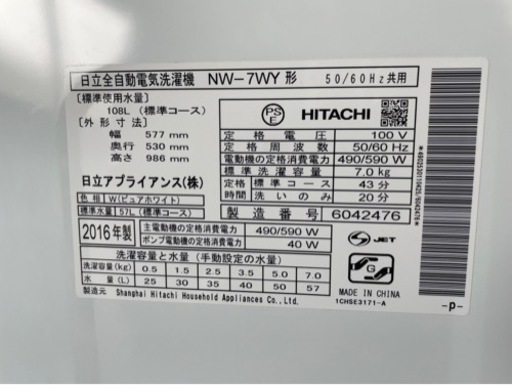 日立全自動電気洗濯機 NW-7WY 形 50/60Hz共用
[標準使用水量]
108L (標準コース)
[外形寸法]
幅 577 mm
奥行 530 mm
高さ 986 mm
日立アプライアンス(株)
色相 W(ピュアホワイト)
標準水量 57L(標準コース)
PS
E
HITACHI
定格電圧 100 V
定格周波数 50/60 Hz
電動機の定格消費電力 490/590 W
標準洗濯容量 7.0 kg
定格時間 標準コース 43分
洗いのみ 20分
製造番号 6042476
2016年製
主電動機の定格消費電力 490/590 W
ポンプ電動機の定格消費電力 40 W
JET
洗濯容量と水量 (手動設定の水量)
洗濯容量(kg) 0.5 1.5 2.5 3.5 5.0 7.0
水量(L) 25 30 35 40 50 57
製造元: Shanghai Hitachi Household Appliances Co.,Ltd.
G
MADE IN CHINA
1CHSE3171-A
-p-